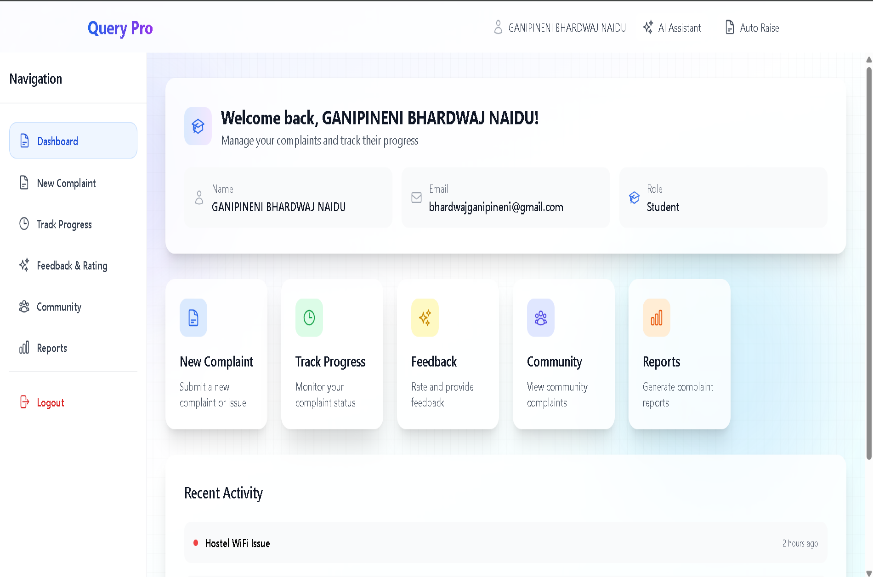 Query Pro
GANIPINENI BHARDWAJ NAIDU
AI Assistant
Auto Raise
Navigation
Dashboard
New Complaint
Track Progress
Feedback & Rating
Community
Reports
Logout
Welcome back, GANIPINENI BHARDWAJ NAIDU!
Manage your complaints and track their progress
Name
GANIPINENI BHARDWAJ NAIDU
Email
bhardwajganipineni@gmail.com
Role
Student
New Complaint
Submit a new
complaint or issue
Track Progress
Monitor your
complaint status
Feedback
Rate and provide
feedback
Community
View community
complaints
Reports
Generate complaint
reports
Recent Activity
Hostel WiFi Issue
2 hours ago